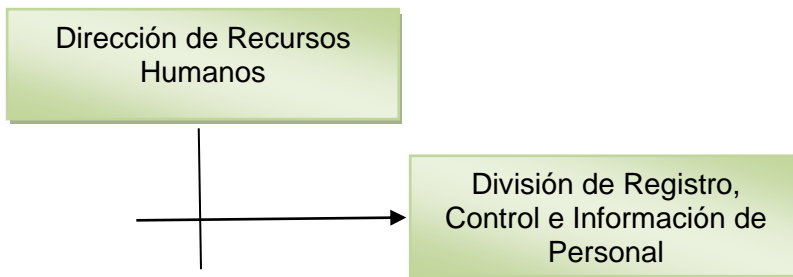 Dirección de Recursos
Humanos
División de Registro,
Control e Información de
Personal